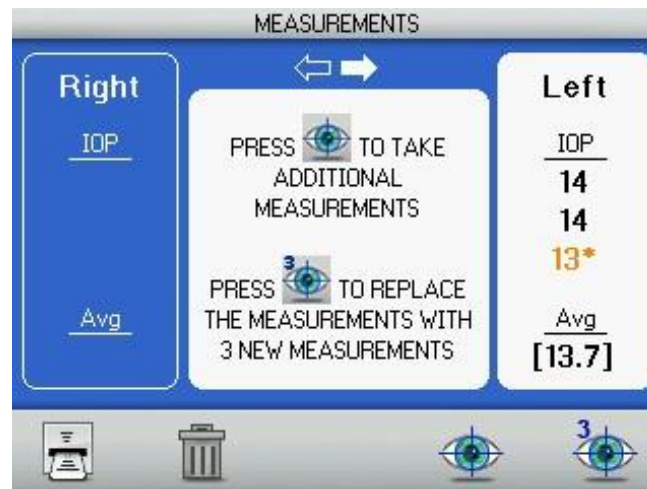 MEASUREMENTS
Right
IOP
Avg
PRESS TO TAKE
ADDITIONAL
MEASUREMENTS
3
PRESS TO REPLACE
THE MEASUREMENTS WITH
3 NEW MEASUREMENTS
Left
IOP
14
14
13*
Avg
[13.7]
3